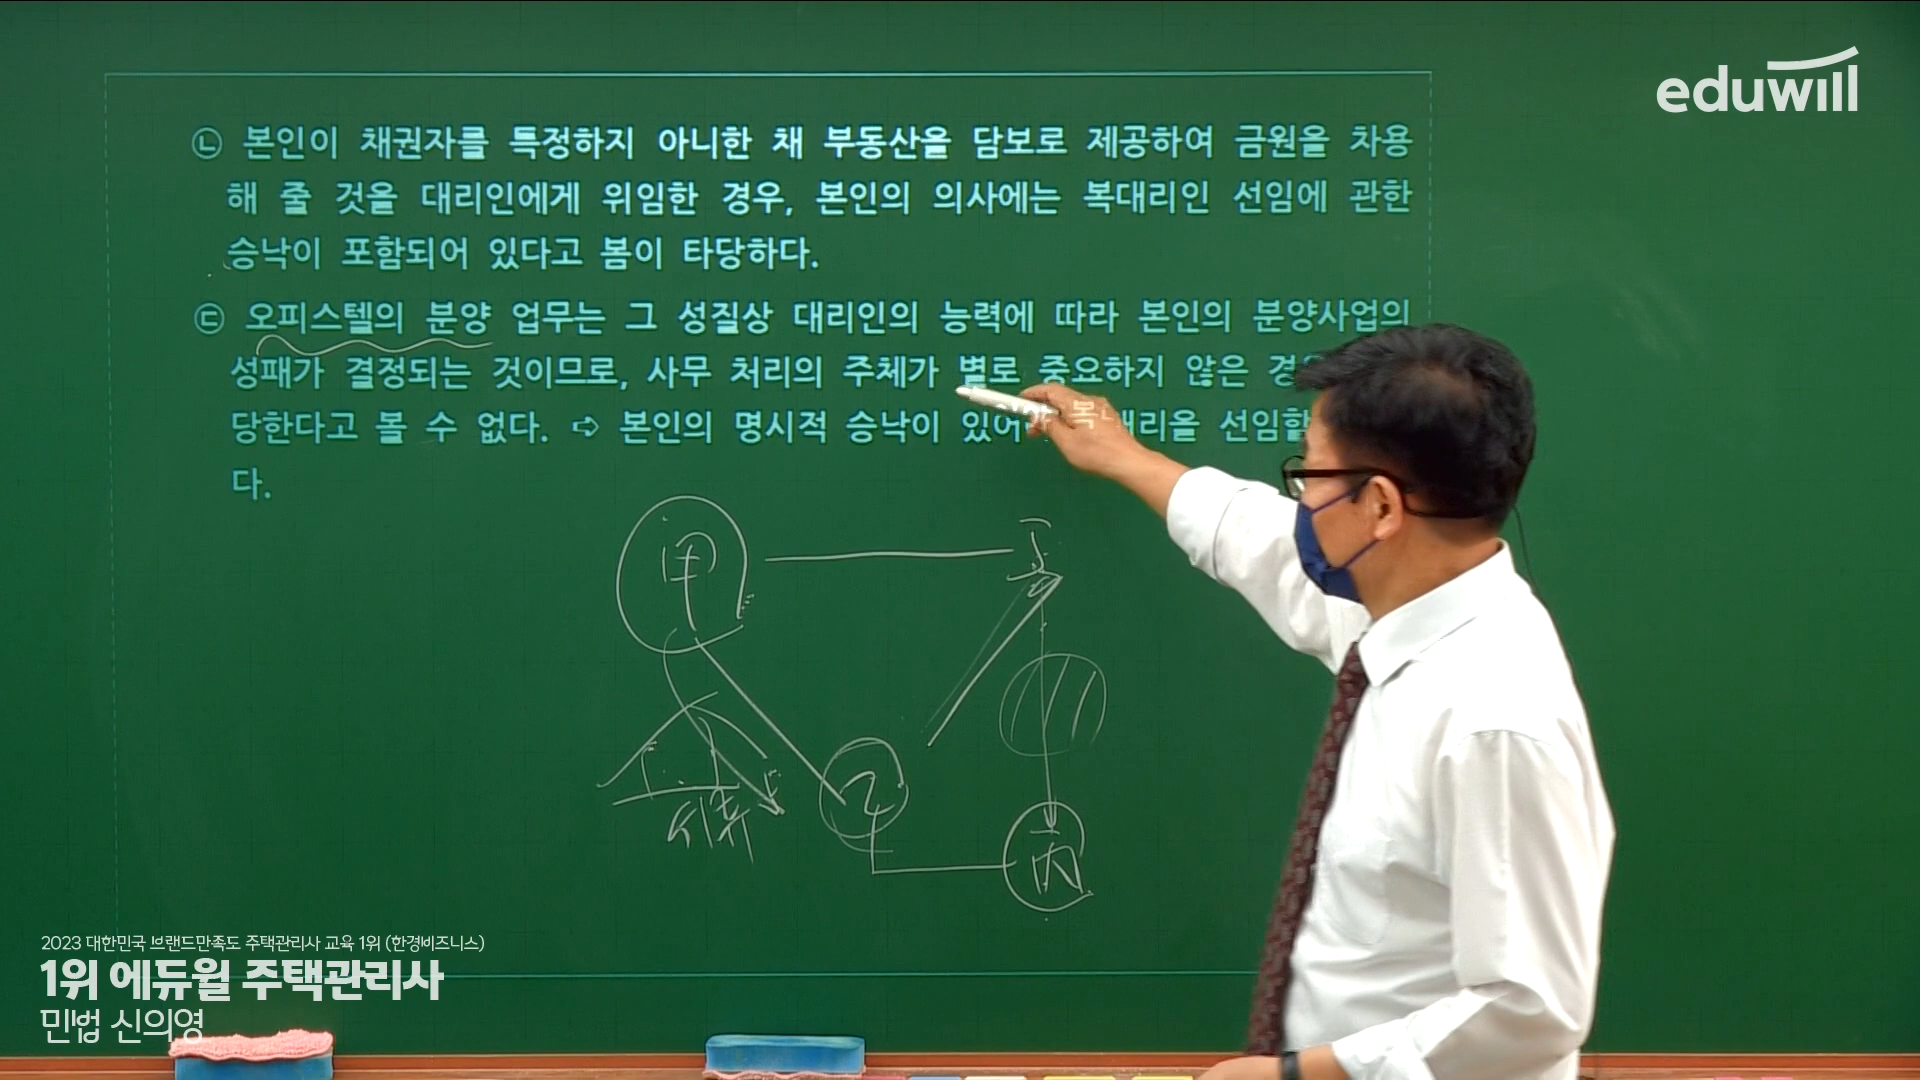 eduwill
㉡ 본인이 채권자를 특정하지 아니한 채 부동산을 담보로 제공하여 금원을 차용
해 줄 것을 대리인에게 위임한 경우, 본인의 의사에는 복대리인 선임에 관한
승낙이 포함되어 있다고 봄이 타당하다.
㉢ 오피스텔의 분양 업무는 그 성질상 대리인의 능력에 따라 본인의 분양사업의
성패가 결정되는 것이므로, 사무 처리의 주체가 별로 중요하지 않은
당한다고 볼 수 없다. ⇨ 본인의 명시적 승낙이
다.
甲
丙
2023 대한민국 브랜드만족도 주택관리사 교육 1위 (한경비즈니스)
1위 에듀윌 주택관리사
민법 신의영